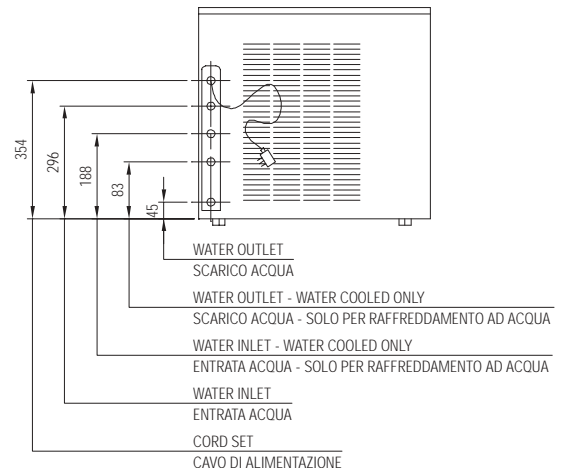 354
296
188
83
45
WATER OUTLET
SCARICO ACQUA
WATER OUTLET - WATER COOLED ONLY
SCARICO ACQUA - SOLO PER RAFFREDDAMENTO AD ACQUA
WATER INLET - WATER COOLED ONLY
ENTRATA ACQUA - SOLO PER RAFFREDDAMENTO AD ACQUA
WATER INLET
ENTRATA ACQUA
CORD SET
CAVO DI ALIMENTAZIONE